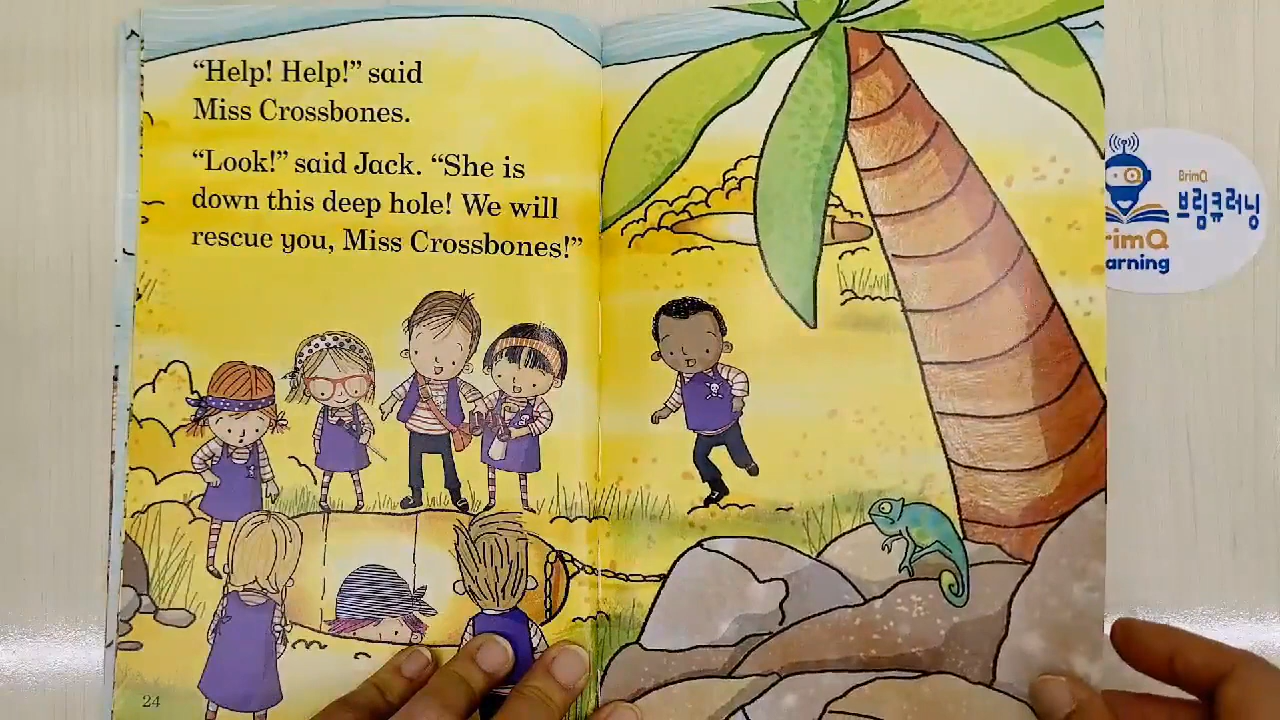 “Help! Help!” said
Miss Crossbones.
“Look!” said Jack. “She is
down this deep hole! We will
rescue you, Miss Crossbones!”
24
BrimQ
브림큐러닝
rimQ
arning